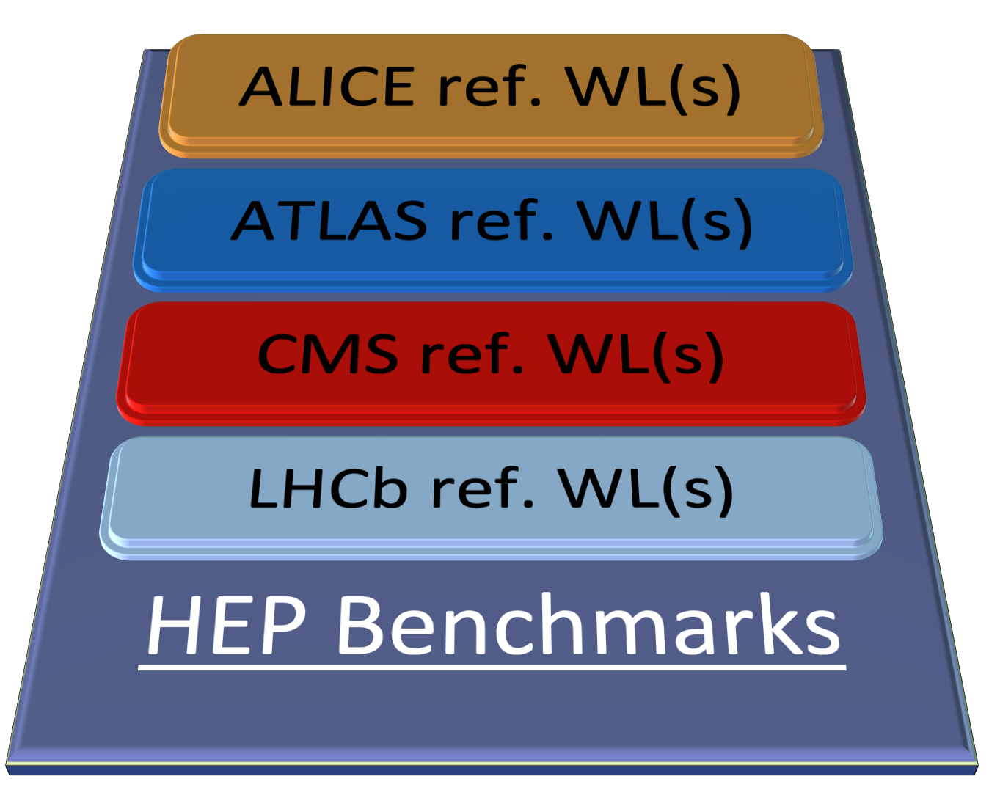 ALICE ref. WL(s)
ATLAS ref. WL(s)
CMS ref. WL(s)
LHCb ref. WL(s)
HEP Benchmarks